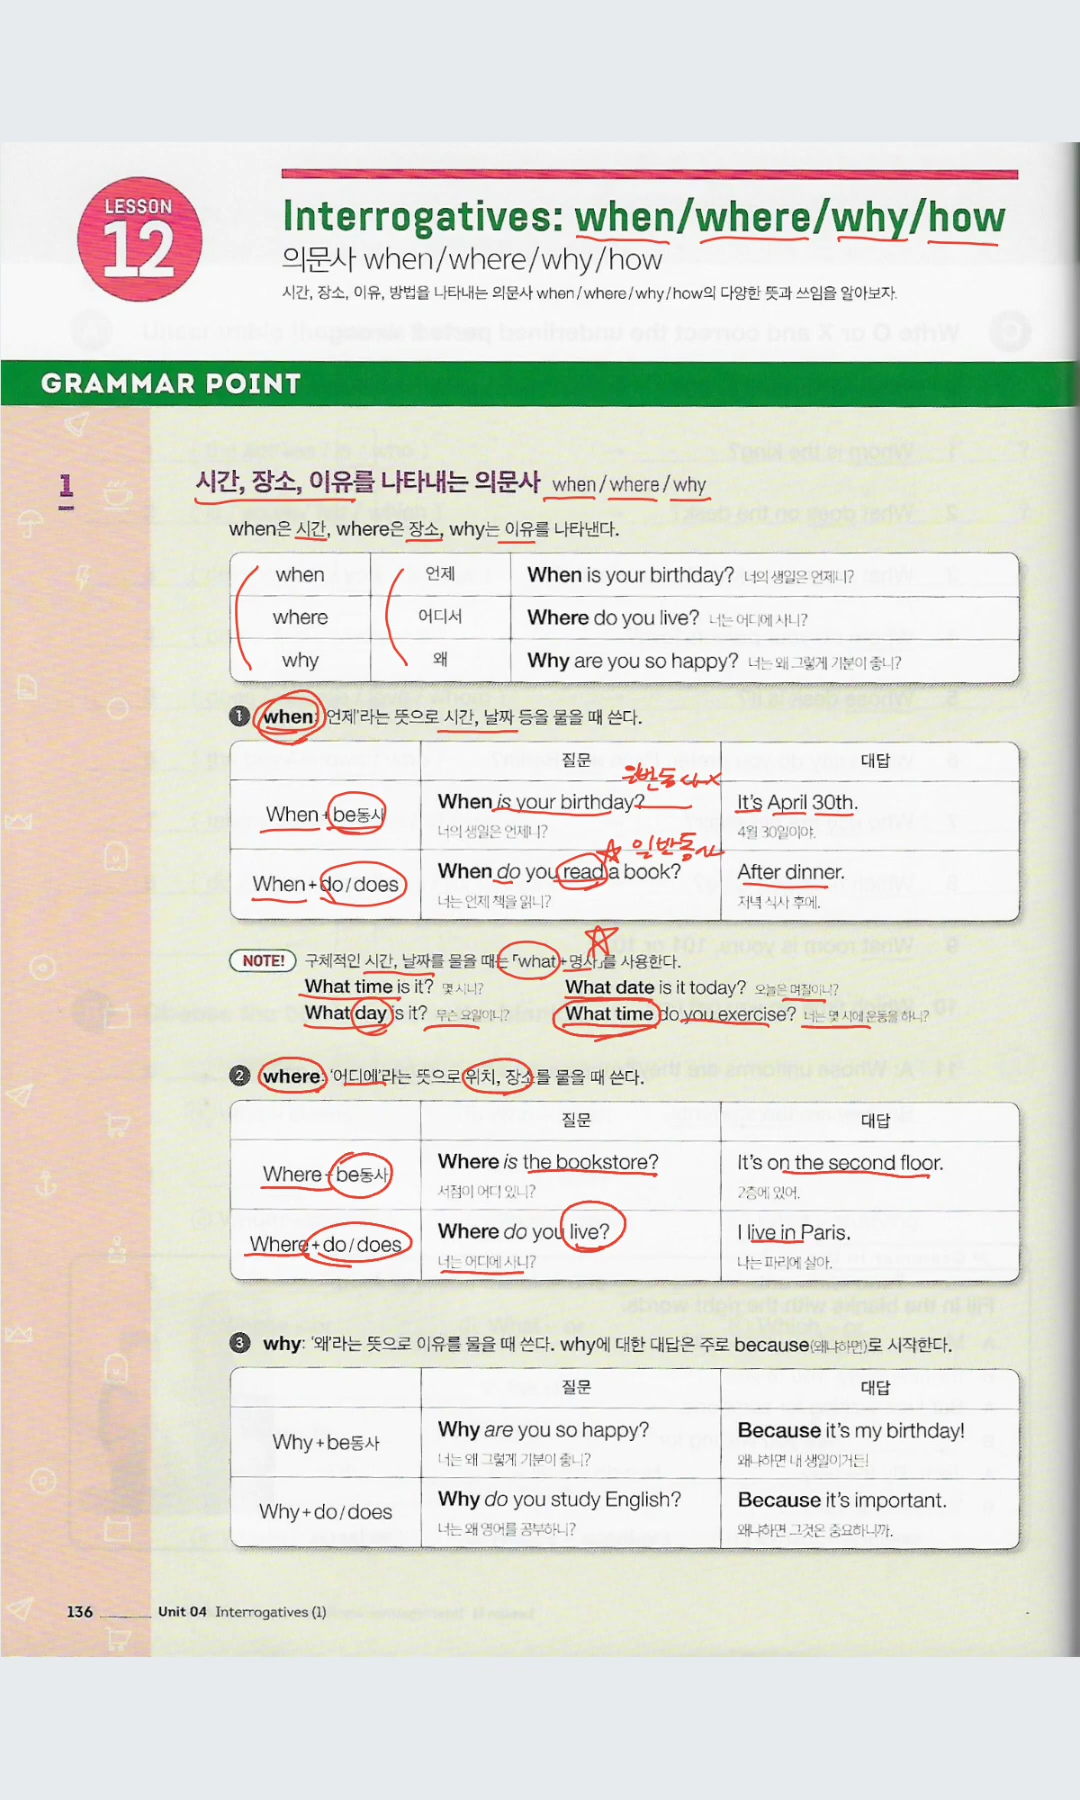 LESSON
12
Interrogatives: when/where/why/how
의문사 when/where/why/how
시간, 장소, 이유, 방법을 나타내는 의문사 when/where/why/how의 다양한 뜻과 쓰임을 알아보자.
GRAMMAR POINT
1 시간, 장소, 이유를 나타내는 의문사 when/where/why
when은 시간, where은 장소, why는 이유를 나타낸다.
when 언제 When is your birthday? 너의 생일은 언제니?
where 어디서 Where do you live? 너는 어디에 사니?
why 왜 Why are you so happy? 너는 왜 그렇게 기분이 좋니?
1 when: '언제'라는 뜻으로 시간, 날짜 등을 물을 때 쓴다.
질문 대답
일반동사x
When+be동사 When is your birthday? It's April 30th.
너의 생일은 언제니? 4월 30일이야.
일반동사
When+do/does When do you read a book? After dinner.
너는 언제 책을 읽니? 저녁 식사 후에.
NOTE! 구체적인 시간, 날짜를 물을 때는 「what+명사」를 사용한다.
What time is it? 몇 시니? What date is it today? 오늘은 며칠이니?
What day is it? 무슨 요일이니? What time do you exercise? 너는 몇 시에 운동을 하니?
2 where: '어디에'라는 뜻으로 위치, 장소를 물을 때 쓴다.
질문 대답
Where+be동사 Where is the bookstore? It's on the second floor.
서점이 어디 있니? 2층에 있어.
Where+do/does Where do you live? I live in Paris.
너는 어디에 사니? 나는 파리에 살아.
3 why: '왜'라는 뜻으로 이유를 물을 때 쓴다. why에 대한 대답은 주로 because(왜냐하면)로 시작한다.
질문 대답
Why+be동사 Why are you so happy? Because it's my birthday!
너는 왜 그렇게 기분이 좋니? 왜냐하면 내 생일이거든!
Why+do/does Why do you study English? Because it's important.
너는 왜 영어를 공부하니? 왜냐하면 그것은 중요하니까.
136 Unit 04 Interrogatives (1)